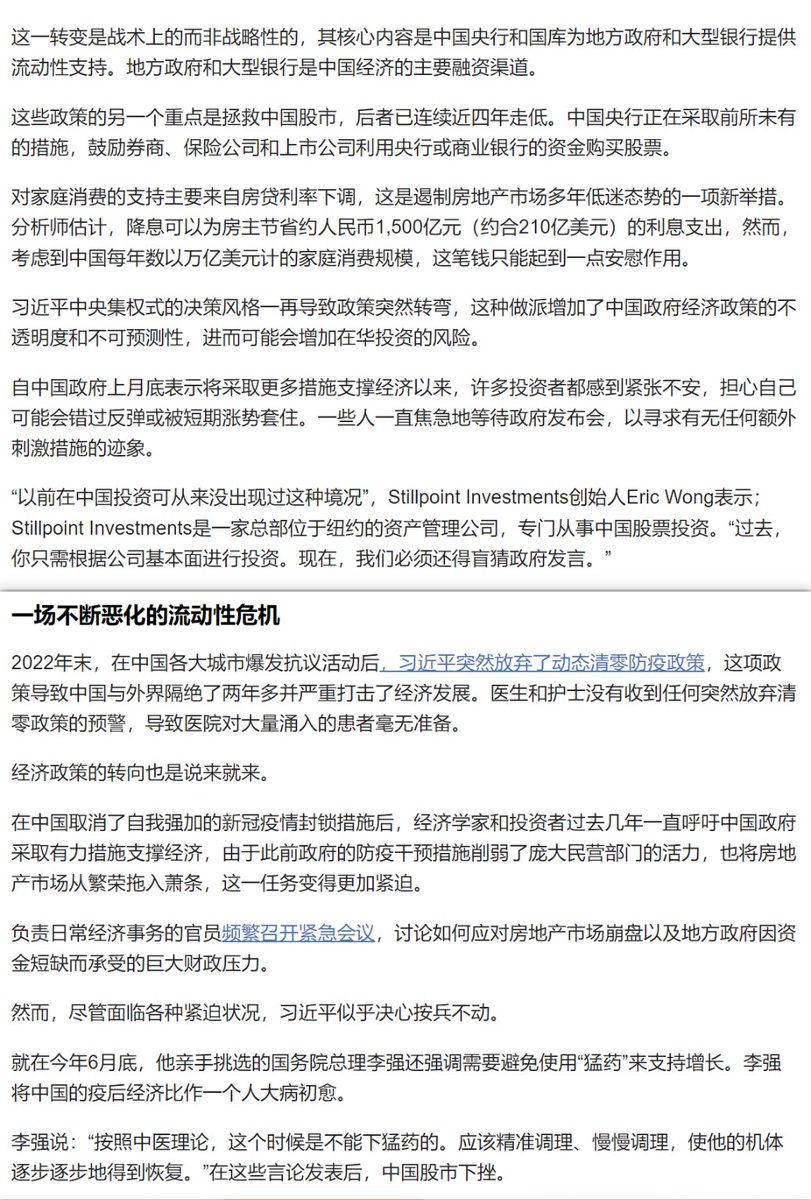 这一转变是战术上的而非战略性的，其核心内容是中国央行和国库为地方政府和大型银行提供
流动性支持。地方政府和大型银行是中国经济的主要融资渠道。
这些政策的另一个重点是拯救中国股市，后者已连续近四年走低。中国央行正在采取前所未有
的措施，鼓励券商、保险公司和上市公司利用央行或商业银行的资金购买股票。
对家庭消费的支持主要来自房贷利率下调，这是遏制房地产市场多年低迷态势的一项新举措。
分析师估计，降息可以为房主节省约人民币1,500亿元（约合210亿美元）的利息支出，然而，
考虑到中国每年数以万亿美元计的家庭消费规模，这笔钱只能起到一点安慰作用。
习近平中央集权式的决策风格一再导致政策突然转弯，这种做派增加了中国政府经济政策的不
透明度和不可预测性，进而可能会增加在华投资的风险。
自中国政府上月底表示将采取更多措施支撑经济以来，许多投资者都感到紧张不安，担心自己
可能会错过反弹或被短期涨势套住。一些人一直焦急地等待政府发布会，以寻求有无任何额外
刺激措施的迹象。
“以前在中国投资可从来没出现过这种境况”，Stillpoint Investments创始人Eric Wong表示；
Stillpoint Investments是一家总部位于纽约的资产管理公司，专门从事中国股票投资。“过去，
你只需根据公司基本面进行投资。现在，我们必须还得盲猜政府发言。”
一场不断恶化的流动性危机
2022年末，在中国各大城市爆发抗议活动后，习近平突然放弃了动态清零防疫政策，这项政
策导致中国与外界隔绝了两年多并严重打击了经济发展。医生和护士没有收到任何突然放弃清
零政策的预警，导致医院对大量涌入的患者毫无准备。
经济政策的转向也是说来就来。
在中国取消了自我强加的新冠疫情封锁措施后，经济学家和投资者过去几年一直呼吁中国政府
采取有力措施支撑经济，由于此前政府的防疫干预措施削弱了庞大民营部门的活力，也将房地
产市场从繁荣拖入萧条，这一任务变得更加紧迫。
负责日常经济事务的官员频繁召开紧急会议，讨论如何应对房地产市场崩盘以及地方政府因资
金短缺而承受的巨大财政压力。
然而，尽管面临各种紧迫状况，习近平似乎决心按兵不动。
就在今年6月底，他亲手挑选的国务院总理李强还强调需要避免使用“猛药”来支持增长。李强
将中国的疫后经济比作一个人大病初愈。
李强说：“按照中医理论，这个时候是不能下猛药的。应该精准调理、慢慢调理，使他的机体
逐步逐步地得到恢复。”在这些言论发表后，中国股市下挫。